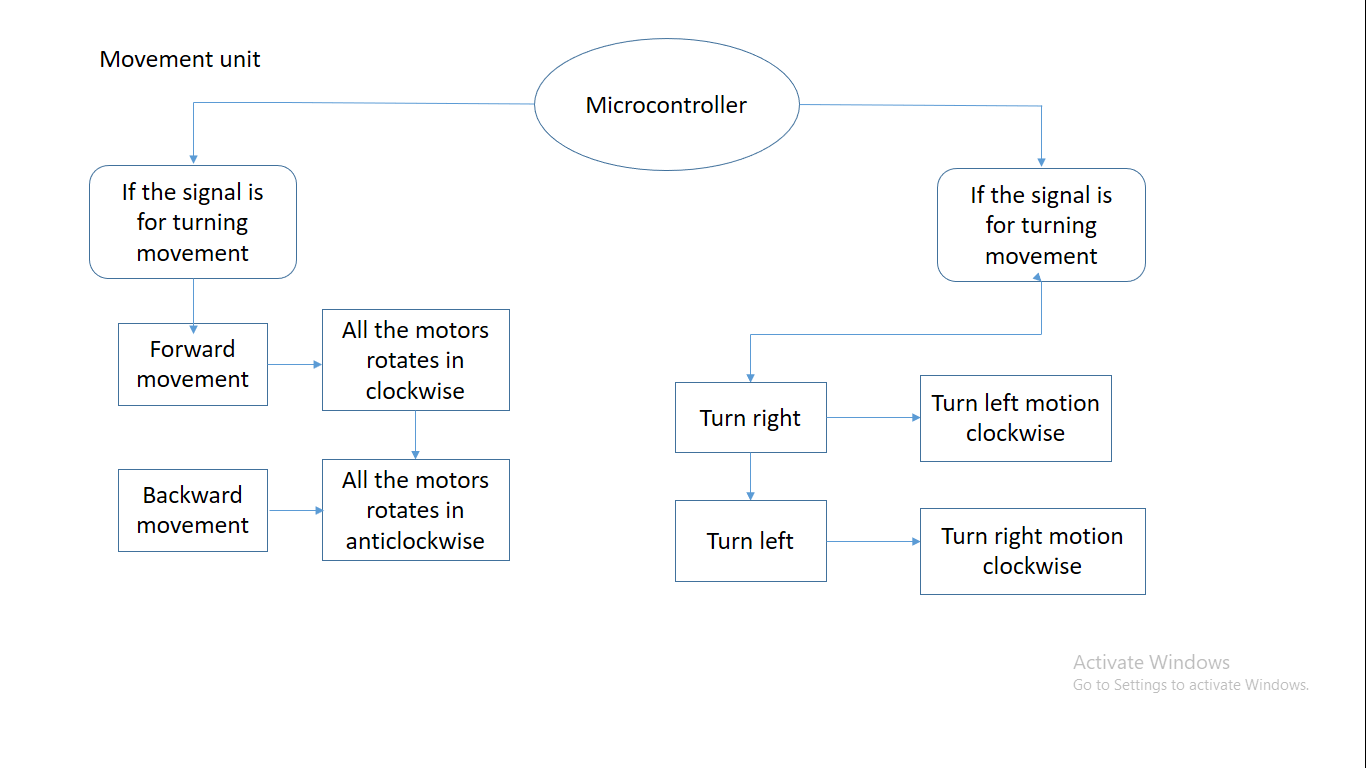 Movement unit
Microcontroller
If the signal is
for turning
movement
If the signal is
for turning
movement
Forward
movement
All the motors
rotates in
clockwise
Backward
movement
All the motors
rotates in
anticlockwise
Turn right
Turn left motion
clockwise
Turn left
Turn right motion
clockwise
Activate Windows
Go to Settings to activate Windows.